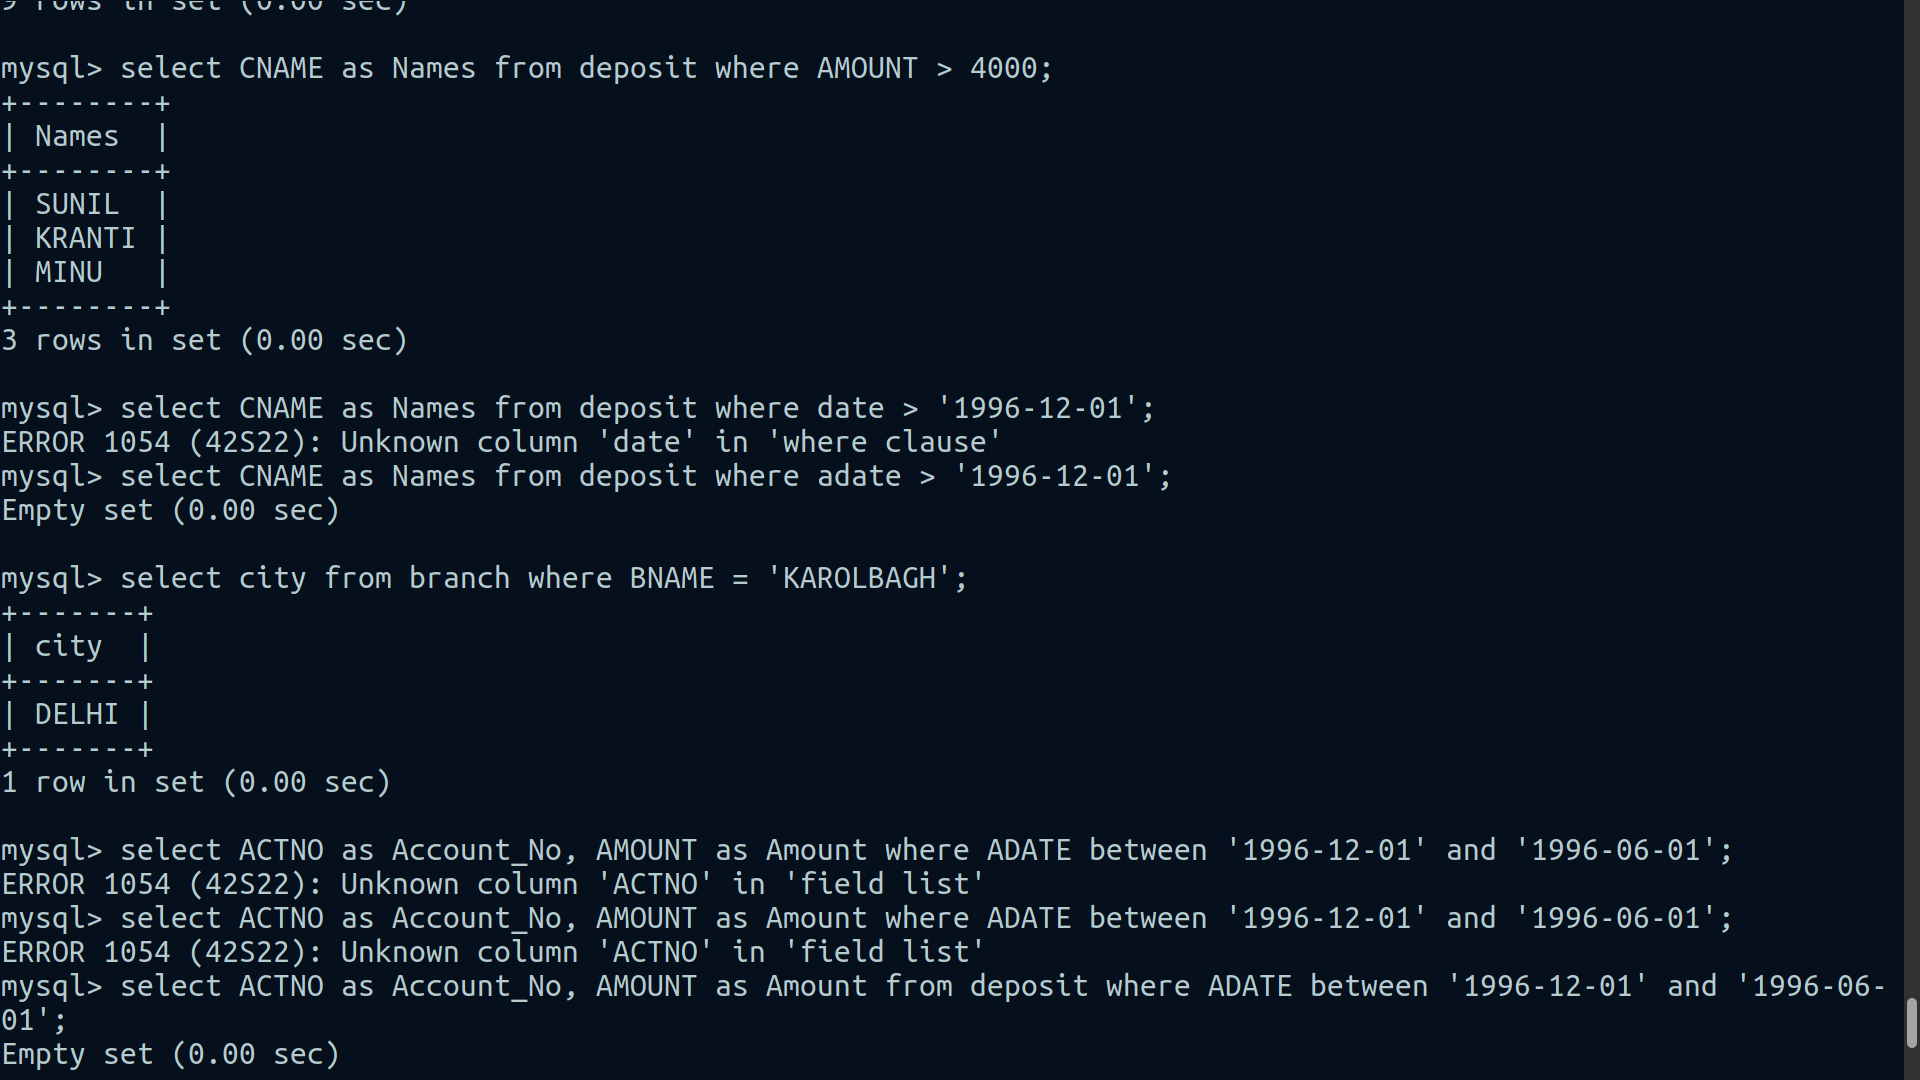 9 rows in set (0.00 sec)
mysql> select CNAME as Names from deposit where AMOUNT > 4000;
+--------+
| Names  |
+--------+
| SUNIL  |
| KRANTI |
| MINU   |
+--------+
3 rows in set (0.00 sec)
mysql> select CNAME as Names from deposit where date > '1996-12-01';
ERROR 1054 (42S22): Unknown column 'date' in 'where clause'
mysql> select CNAME as Names from deposit where adate > '1996-12-01';
Empty set (0.00 sec)
mysql> select city from branch where BNAME = 'KAROLBAGH';
+-------+
| city  |
+-------+
| DELHI |
+-------+
1 row in set (0.00 sec)
mysql> select ACTNO as Account_No, AMOUNT as Amount where ADATE between '1996-12-01' and '1996-06-01';
ERROR 1054 (42S22): Unknown column 'ACTNO' in 'field list'
mysql> select ACTNO as Account_No, AMOUNT as Amount where ADATE between '1996-12-01' and '1996-06-01';
ERROR 1054 (42S22): Unknown column 'ACTNO' in 'field list'
mysql> select ACTNO as Account_No, AMOUNT as Amount from deposit where ADATE between '1996-12-01' and '1996-06-
01';
Empty set (0.00 sec)